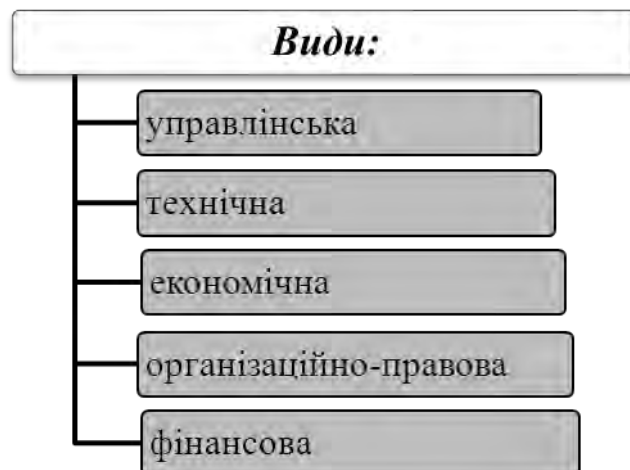 Види:
управлінська
технічна
економічна
організаційно-правова
фінансова